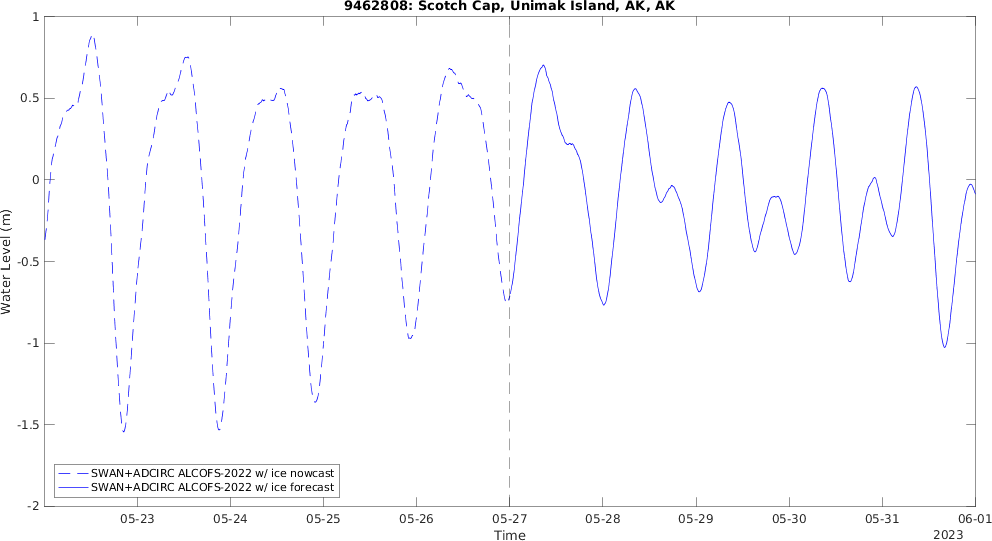 9462808: Scotch Cap, Unimak Island, AK, AK
1
0.5
0
-0.5
-1
-1.5
-2
Water Level (m)
SWAN+ADCIRC ALCOFS-2022 w/ ice nowcast
SWAN+ADCIRC ALCOFS-2022 w/ ice forecast
05-23 05-24 05-25 05-26 05-27 05-28 05-29 05-30 05-31 06-01
Time
2023